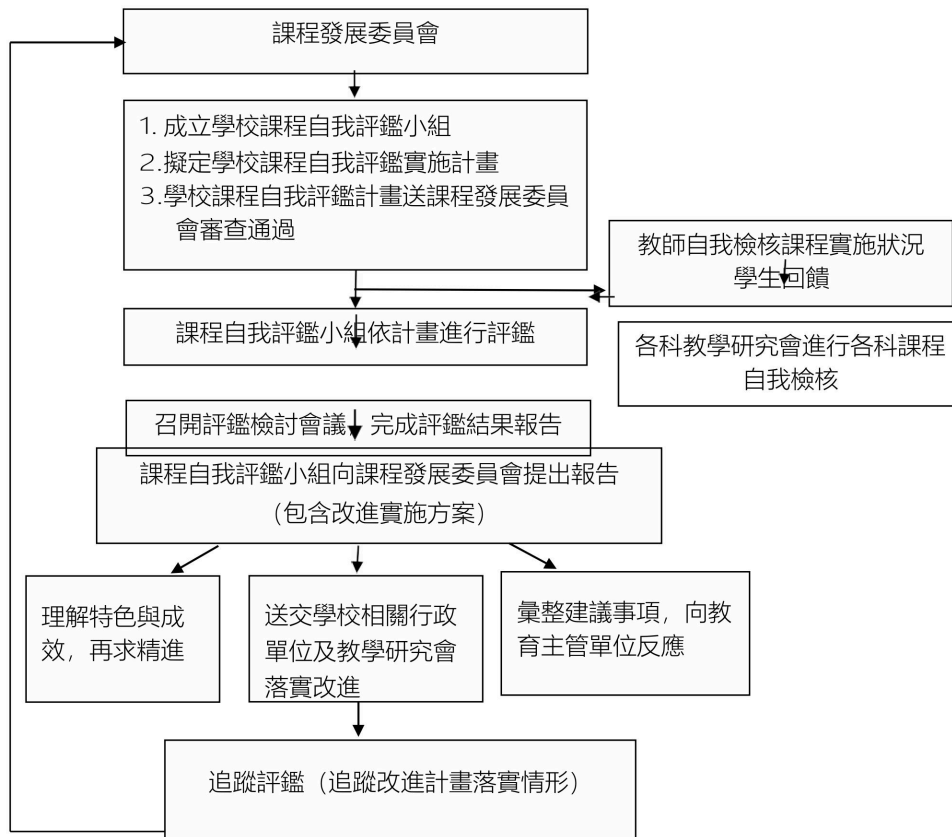 課程發展委員會
1. 成立學校課程自我評鑑小組
2.擬定學校課程自我評鑑實施計畫
3.學校課程自我評鑑計畫送課程發展委員
會審查通過
教師自我檢核課程實施狀況
學生回饋
課程自我評鑑小組依計畫進行評鑑
各科教學研究會進行各科課程
自我檢核
召開評鑑檢討會議，完成評鑑結果報告
課程自我評鑑小組向課程發展委員會提出報告
（包含改進實施方案）
理解特色與成
效，再求精進
送交學校相關行政
單位及教學研究會
落實改進
彙整建議事項，向教
育主管單位反應
追蹤評鑑（追蹤改進計畫落實情形）